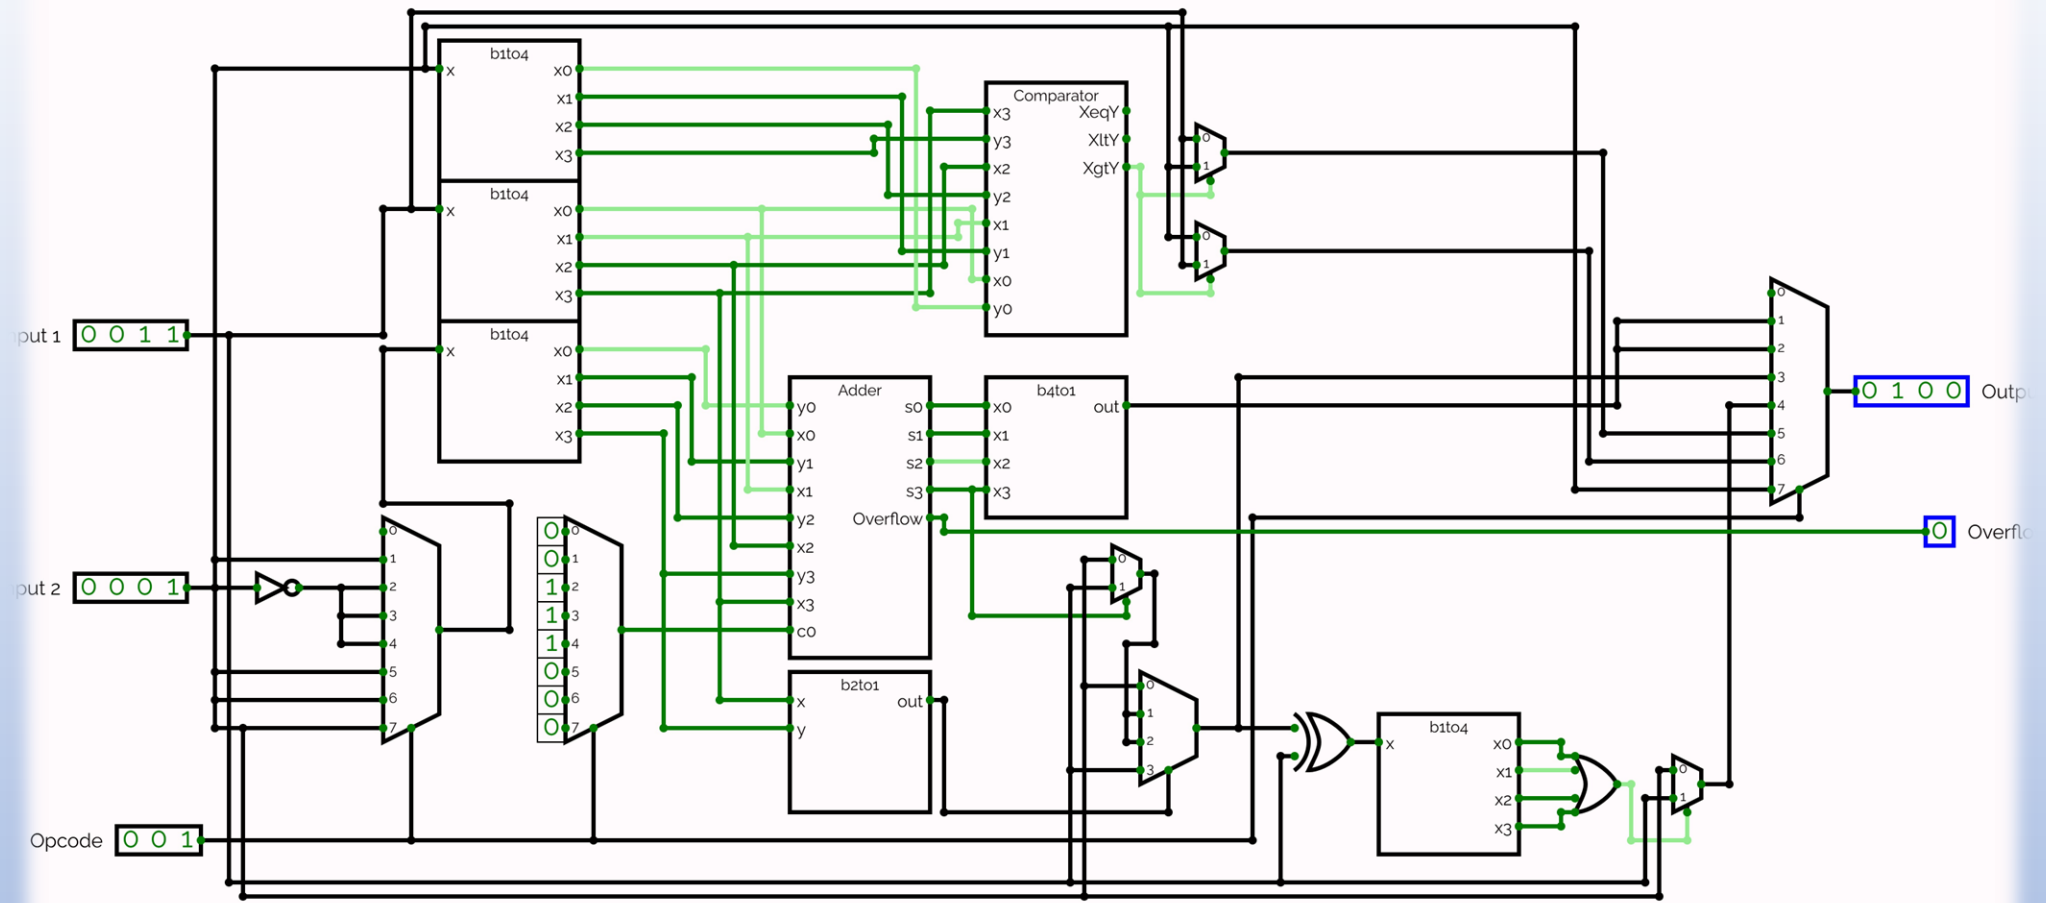 b1to4
x x0
x1
x2
x3
b1to4
x x0
x1
x2
x3
b1to4
x x0
x1
x2
x3
Comparator
x3 XeqY
y3 XltY
x2 XgtY
y2
x1
y1
x0
y0
0
1
0
1
put 1
0 0 1 1
put 2
0 0 0 1
Opcode
0 0 1
0
1
2
3
4
5
6
7
0 0
0 1
1 2
1 3
1 4
0 5
0 6
0 7
Adder
y0 s0
x0 s1
y1 s2
x1 s3
y2 Overflow
x2
y3
x3
c0
b4to1
x0 out
x1
x2
x3
b2to1
x out
y
0
1
0
1
2
3
b1to4
x x0
x1
x2
x3
0
1
0
1
2
3
4
5
6
7
0 1 0 0
Outp
0
Overflo